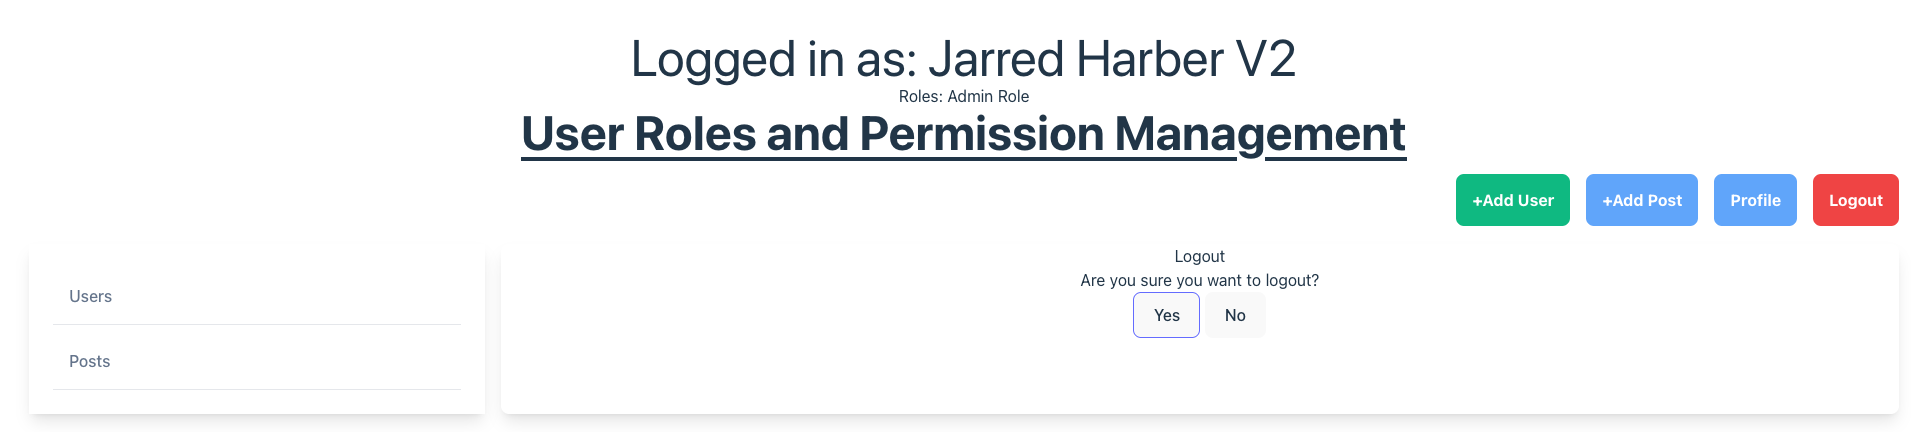 Logged in as: Jarred Harber V2
Roles: Admin Role
User Roles and Permission Management
+Add User +Add Post Profile Logout
Users
Posts
Logout
Are you sure you want to logout?
Yes No